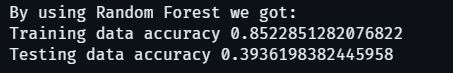 By using Random Forest we got:
Training data accuracy 0.8522851282076822
Testing data accuracy 0.3936198382445958